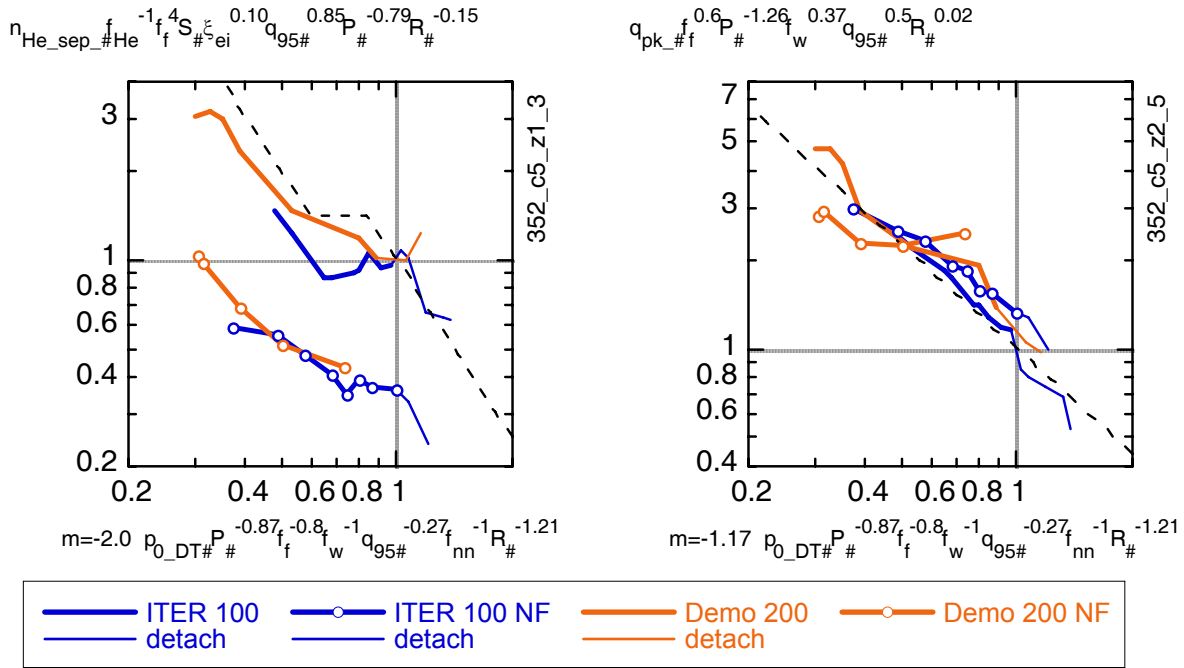 n_He_sep_# f_He^-1 f_f^4 S_# ξ_ei^0.10 q_95#^0.85 P_#^-0.79 R_#^-0.15
q_pk_# f_f^0.6 P_#^-1.26 f_w^0.37 q_95#^0.5 R_#^0.02
3
1
0.8
0.6
0.4
0.2
0.2 0.4 0.6 0.8 1
352_c5_z1_3
7
5
3
2
1
0.8
0.6
0.4
0.2 0.4 0.6 0.8 1
352_c5_z2_5
m=-2.0 p_0_DT# P_#^-0.87 f_f^-0.8 f_w^-1 q_95#^-0.27 f_nn^-1 R_#^-1.21
m=-1.17 p_0_DT# P_#^-0.87 f_f^-0.8 f_w^-1 q_95#^-0.27 f_nn^-1 R_#^-1.21
ITER 100 ITER 100 NF Demo 200 Demo 200 NF
detach detach detach